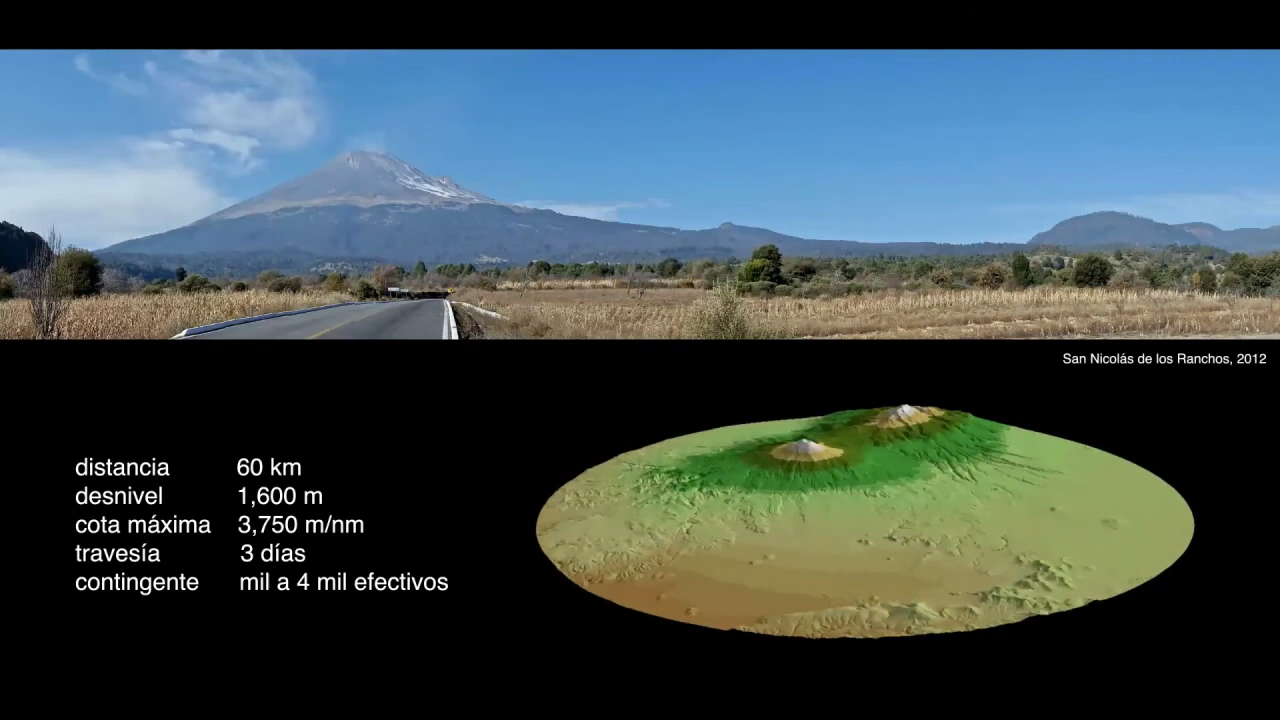 San Nicolás de los Ranchos, 2012
distancia 60 km
desnivel 1,600 m
cota máxima 3,750 m/nm
travesía 3 días
contingente mil a 4 mil efectivos